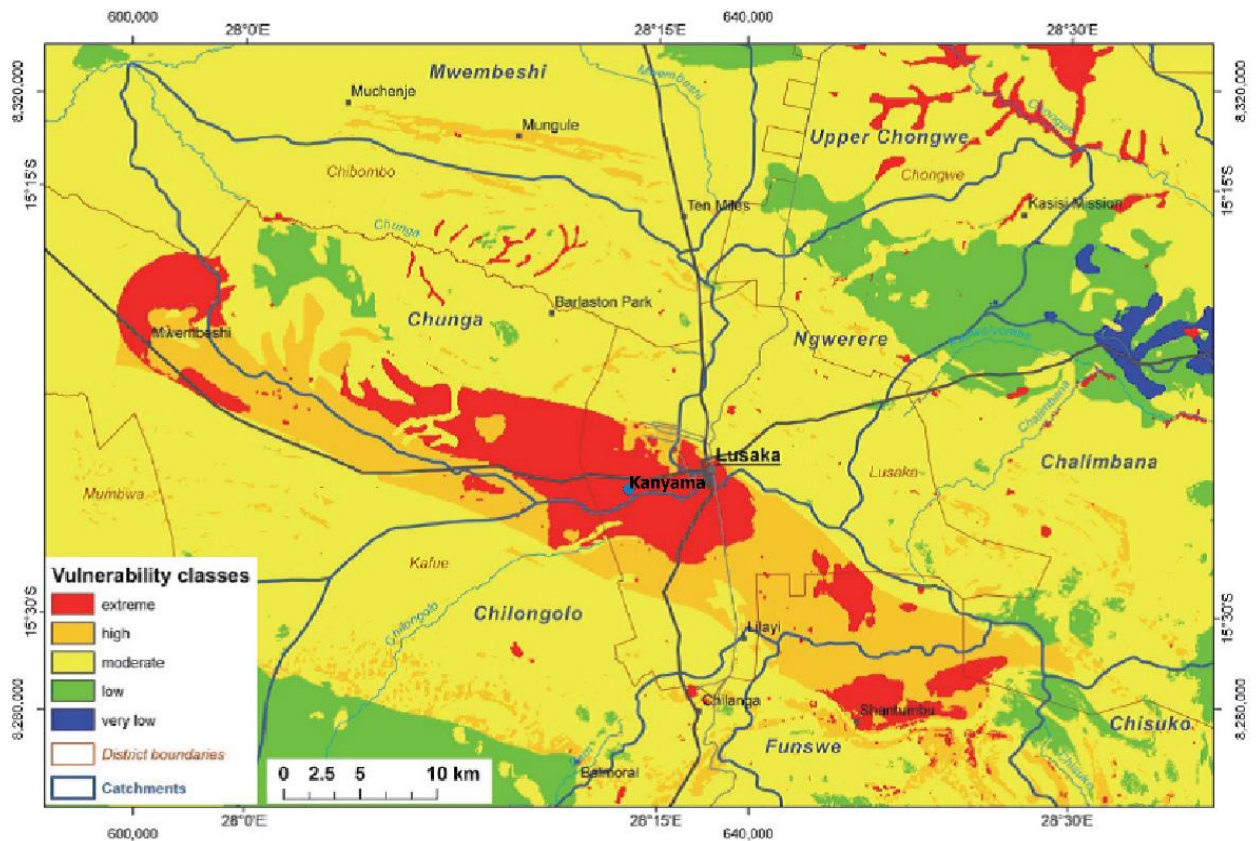 600,000
28°0'E
28°15'E
640,000
28°30'E
8,320,000
8,320,000
Mwembeshi
Mwembeshi
Muchenje
Mungule
Chongwe
Upper Chongwe
Chibombo
Chongwe
15°15'S
15°15'S
Ten Miles
Kasisi Mission
Chunga
Barlaston Park
Chunga
Mwembeshi
Ngwerere
Chalimbana
Lusaka
Chalimbana
Lusaka
Kanyama
Mumbwa
Kafue
Vulnerability classes
extreme
high
moderate
low
very low
District boundaries
Catchments
Chilongolo
Chilongolo
15°30'S
15°30'S
Lilayi
8,280,000
8,280,000
Chilanga
Shantumbu
Chisuko
Funswe
Chisuko
Balmoral
0 2.5 5 10 km
600,000
28°0'E
28°15'E
640,000
28°30'E